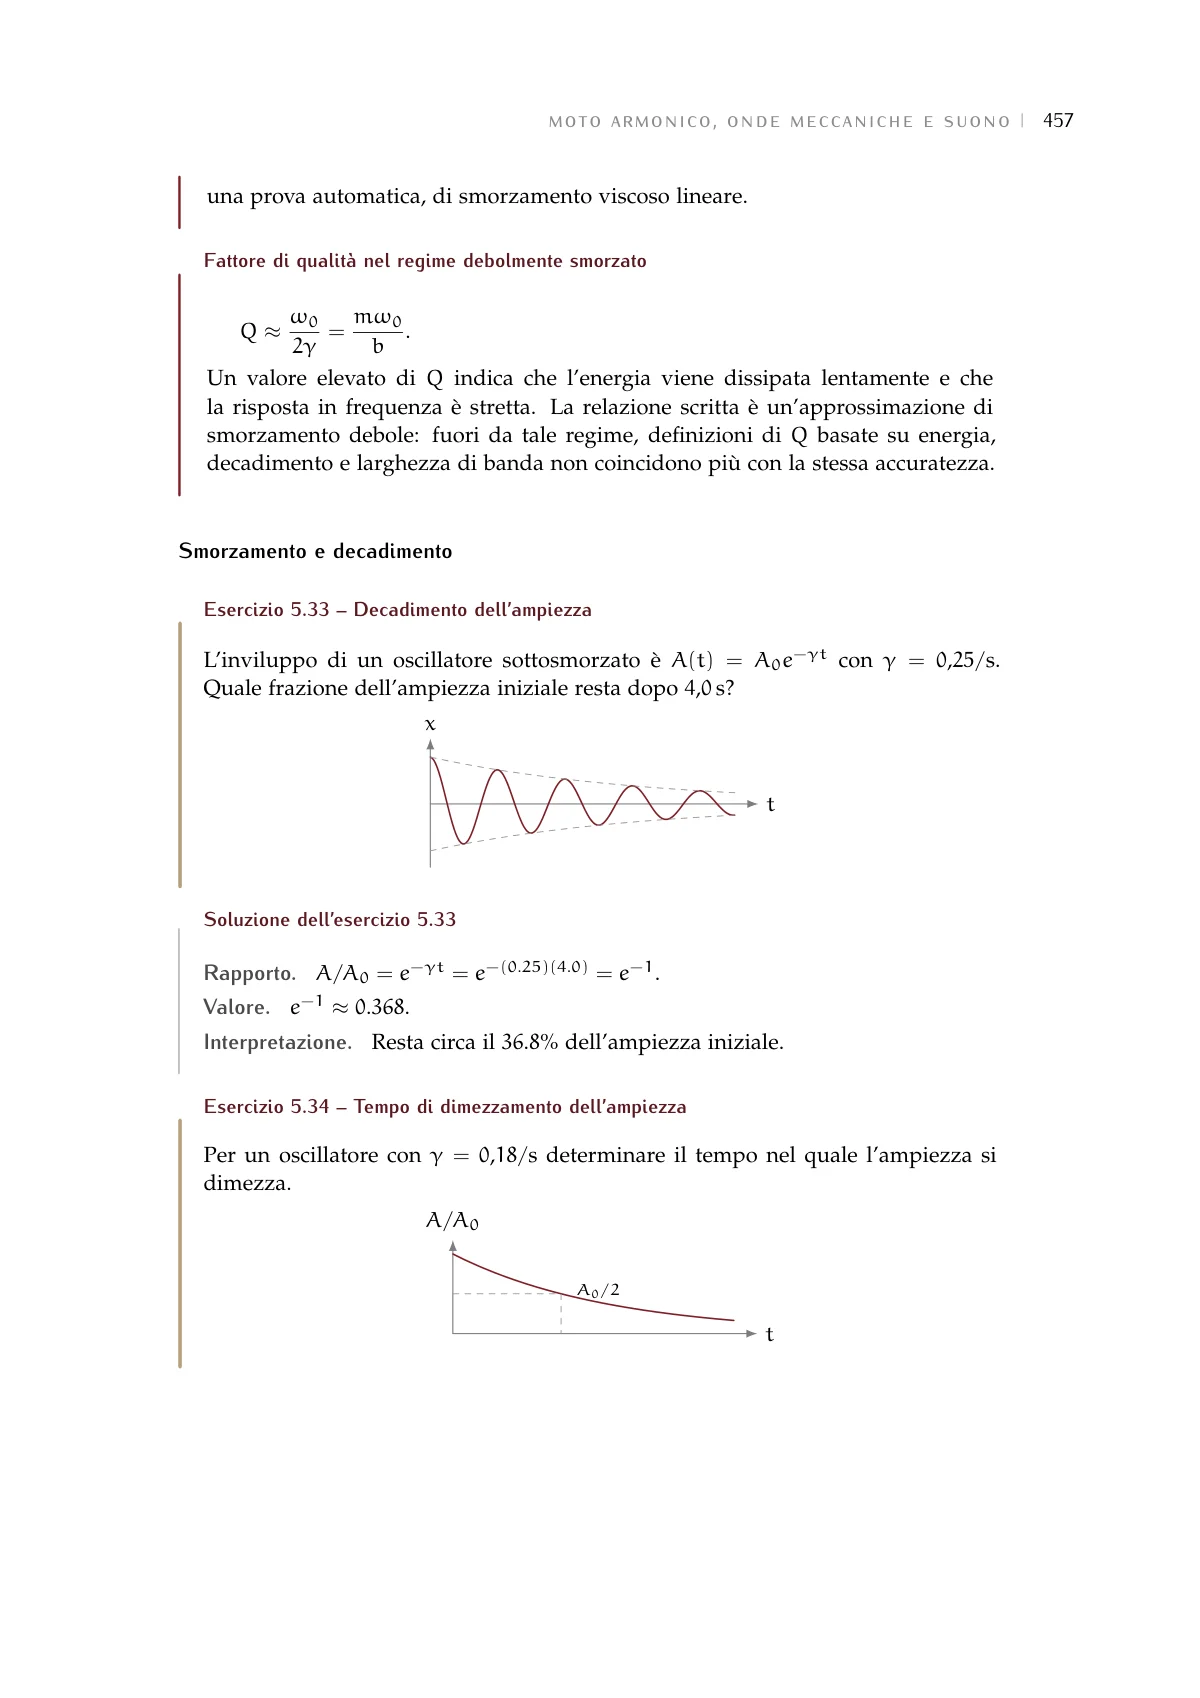 MOTO ARMONICO, ONDE MECCANICHE E SUONO | 457
una prova automatica, di smorzamento viscoso lineare.
Fattore di qualità nel regime debolmente smorzato
Q ≈ ω₀/2γ = mω₀/b.
Un valore elevato di Q indica che l'energia viene dissipata lentamente e che
la risposta in frequenza è stretta. La relazione scritta è un'approssimazione di
smorzamento debole: fuori da tale regime, definizioni di Q basate su energia,
decadimento e larghezza di banda non coincidono più con la stessa accuratezza.
Smorzamento e decadimento
Esercizio 5.33 – Decadimento dell'ampiezza
L'inviluppo di un oscillatore sottosmorzato è A(t) = A₀e^−γt con γ = 0,25/s.
Quale frazione dell'ampiezza iniziale resta dopo 4,0 s?
x
t
Soluzione dell'esercizio 5.33
Rapporto. A/A₀ = e^−γt = e^−(0.25)(4.0) = e^−1.
Valore. e^−1 ≈ 0.368.
Interpretazione. Resta circa il 36.8% dell'ampiezza iniziale.
Esercizio 5.34 – Tempo di dimezzamento dell'ampiezza
Per un oscillatore con γ = 0,18/s determinare il tempo nel quale l'ampiezza si
dimezza.
A/A₀
A₀/2
t